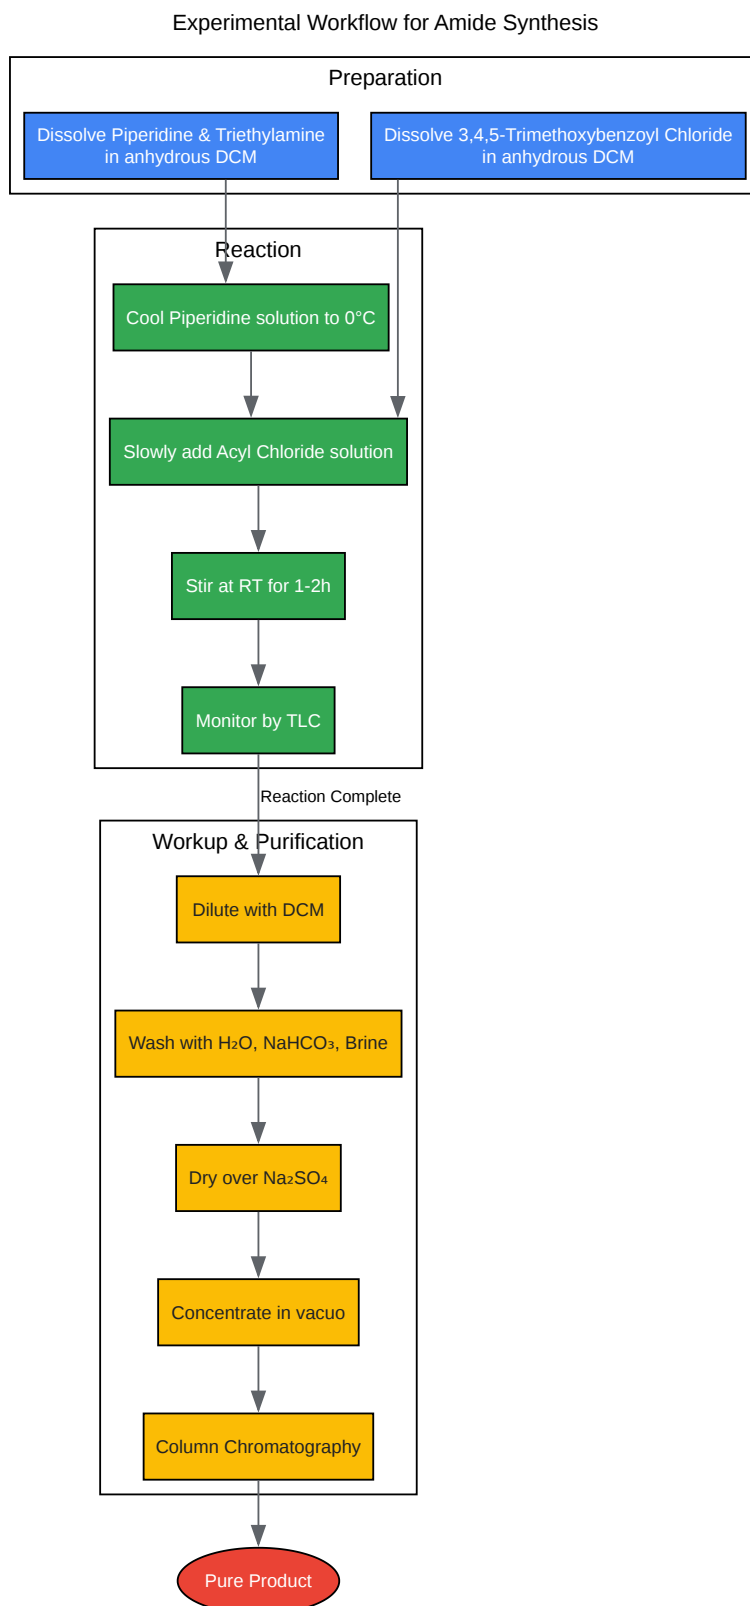 Experimental Workflow for Amide Synthesis
Preparation
Dissolve Piperidine & Triethylamine
in anhydrous DCM
Dissolve 3,4,5-Trimethoxybenzoyl Chloride
in anhydrous DCM
Reaction
Cool Piperidine solution to 0°C
Slowly add Acyl Chloride solution
Stir at RT for 1-2h
Monitor by TLC
Reaction Complete
Workup & Purification
Dilute with DCM
Wash with H₂O, NaHCO₃, Brine
Dry over Na₂SO₄
Concentrate in vacuo
Column Chromatography
Pure Product